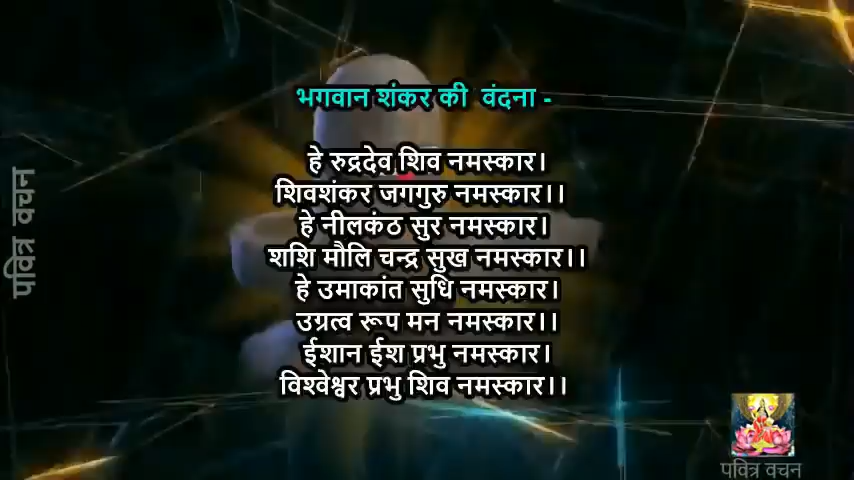 भगवान शंकर की वंदना -
हे रुद्रदेव शिव नमस्कार।
शिवशंकर जगगुरु नमस्कार।।
हे नीलकंठ सुर नमस्कार।
शशि मौलि चन्द्र सुख नमस्कार।।
हे उमाकांत सुधि नमस्कार।
उग्रत्व रूप मन नमस्कार।।
ईशान ईश प्रभु नमस्कार।
विश्वेश्वर प्रभु शिव नमस्कार।।
पवित्र वचन
पवित्र वचन